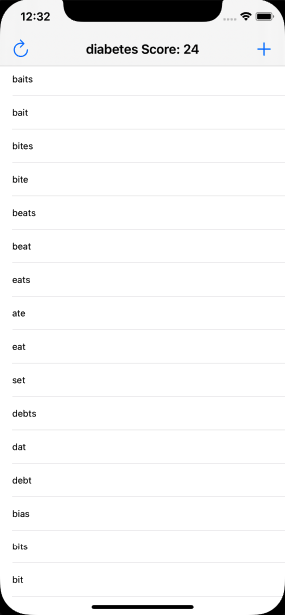 12:32
diabetes Score: 24
baits
bait
bites
bite
beats
beat
eats
ate
eat
set
debts
dat
debt
bias
bits
bit